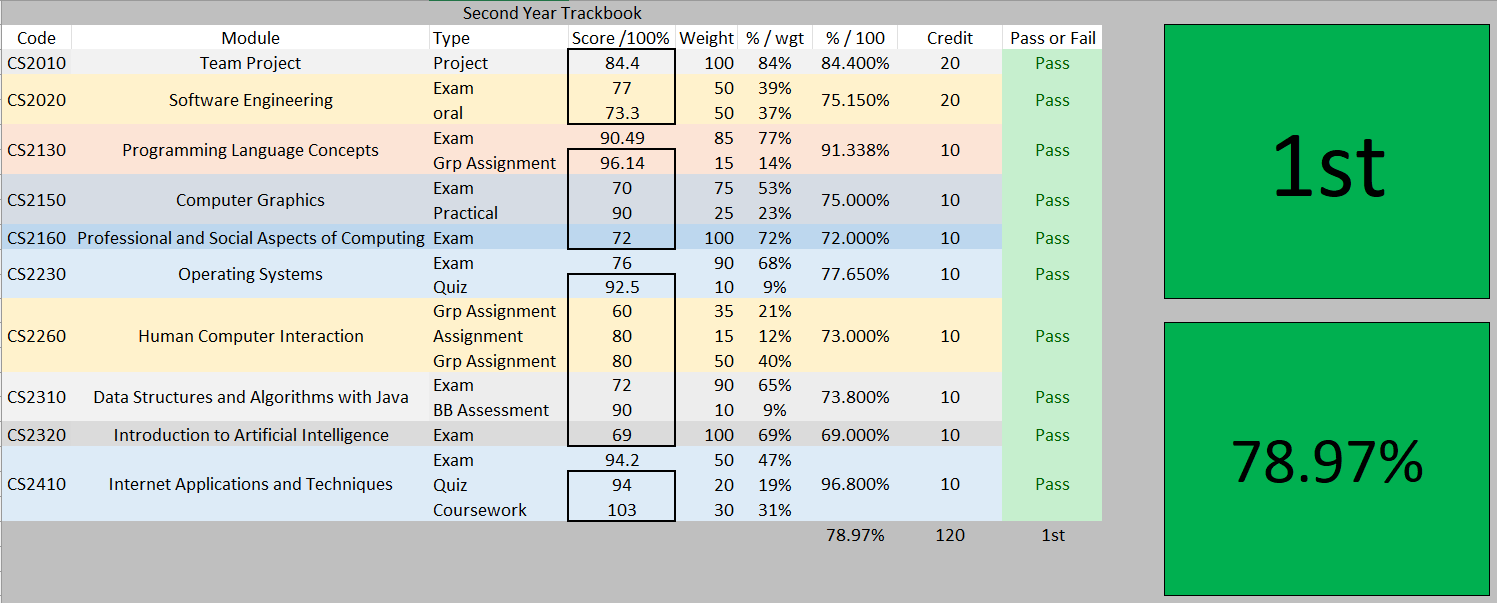 Second Year Trackbook
Code Module Type Score /100% Weight % / wgt % / 100 Credit Pass or Fail
CS2010 Team Project Project 84.4 100 84% 84.400% 20 Pass
CS2020 Software Engineering Exam 77 50 39% 75.150% 20 Pass
oral 73.3 50 37%
CS2130 Programming Language Concepts Exam 90.49 85 77% 91.338% 10 Pass
Grp Assignment 96.14 15 14%
CS2150 Computer Graphics Exam 70 75 53% 75.000% 10 Pass
Practical 90 25 23%
CS2160 Professional and Social Aspects of Computing Exam 72 100 72% 72.000% 10 Pass
CS2230 Operating Systems Exam 76 90 68% 77.650% 10 Pass
Quiz 92.5 10 9%
CS2260 Human Computer Interaction Grp Assignment 60 35 21% 73.000% 10 Pass
Assignment 80 15 12%
Grp Assignment 80 50 40%
CS2310 Data Structures and Algorithms with Java Exam 72 90 65% 73.800% 10 Pass
BB Assessment 90 10 9%
CS2320 Introduction to Artificial Intelligence Exam 69 100 69% 69.000% 10 Pass
CS2410 Internet Applications and Techniques Exam 94.2 50 47% 96.800% 10 Pass
Quiz 94 20 19%
Coursework 103 30 31%
78.97% 120 1st
1st
78.97%